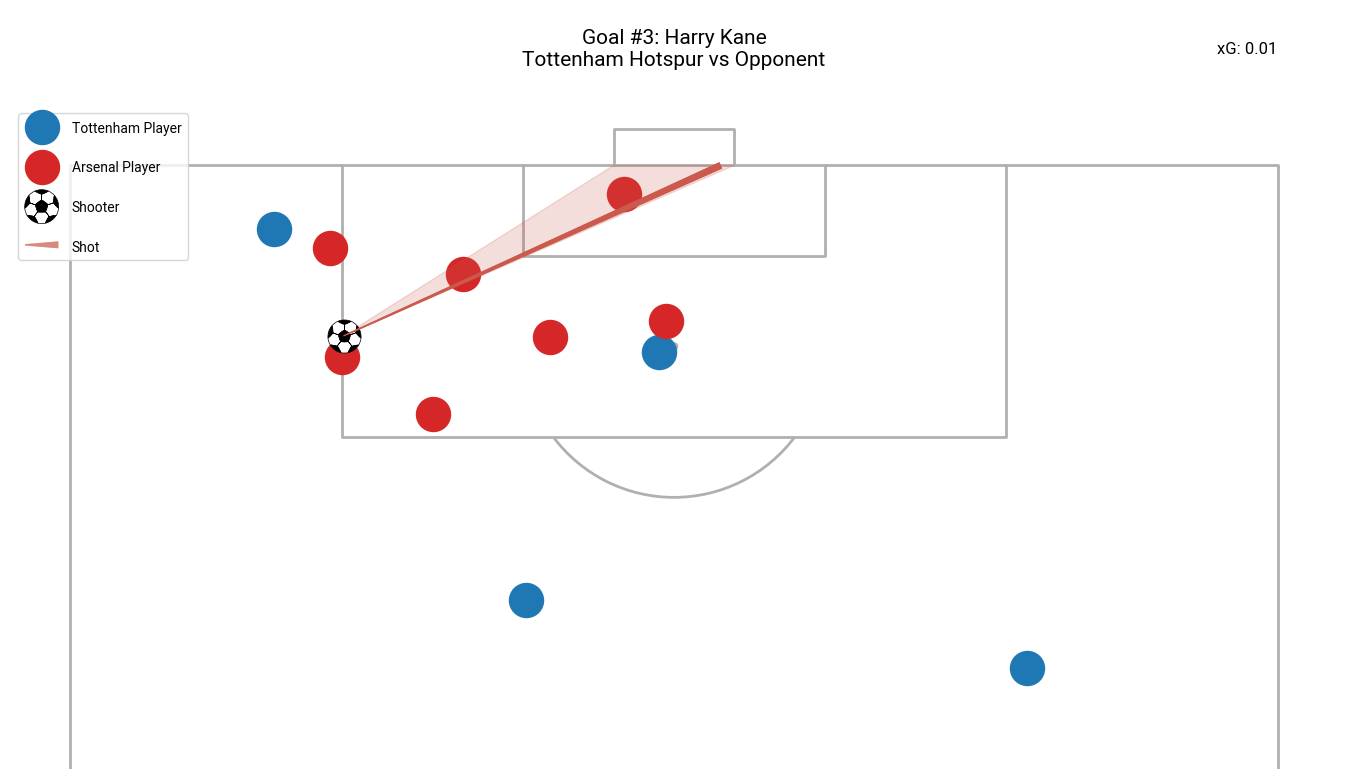 Goal #3: Harry Kane
Tottenham Hotspur vs Opponent
xG: 0.01
Tottenham Player
Arsenal Player
Shooter
Shot